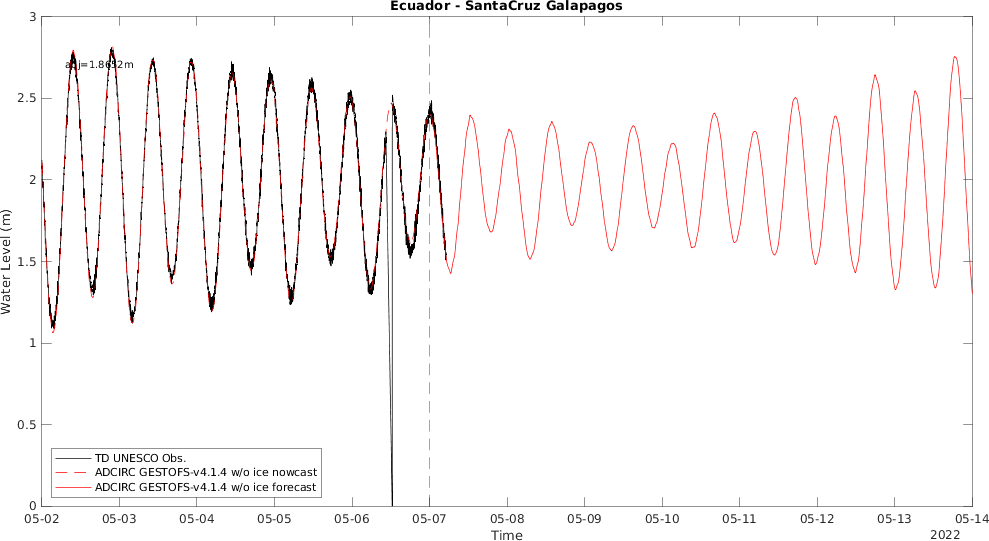 Ecuador - SantaCruz Galapagos
3
2.5
2
1.5
1
0.5
0
Water Level (m)
adj=1.8652m
TD UNESCO Obs.
ADCIRC GESTOFS-v4.1.4 w/o ice nowcast
ADCIRC GESTOFS-v4.1.4 w/o ice forecast
05-02 05-03 05-04 05-05 05-06 05-07 05-08 05-09 05-10 05-11 05-12 05-13 05-14
Time
2022